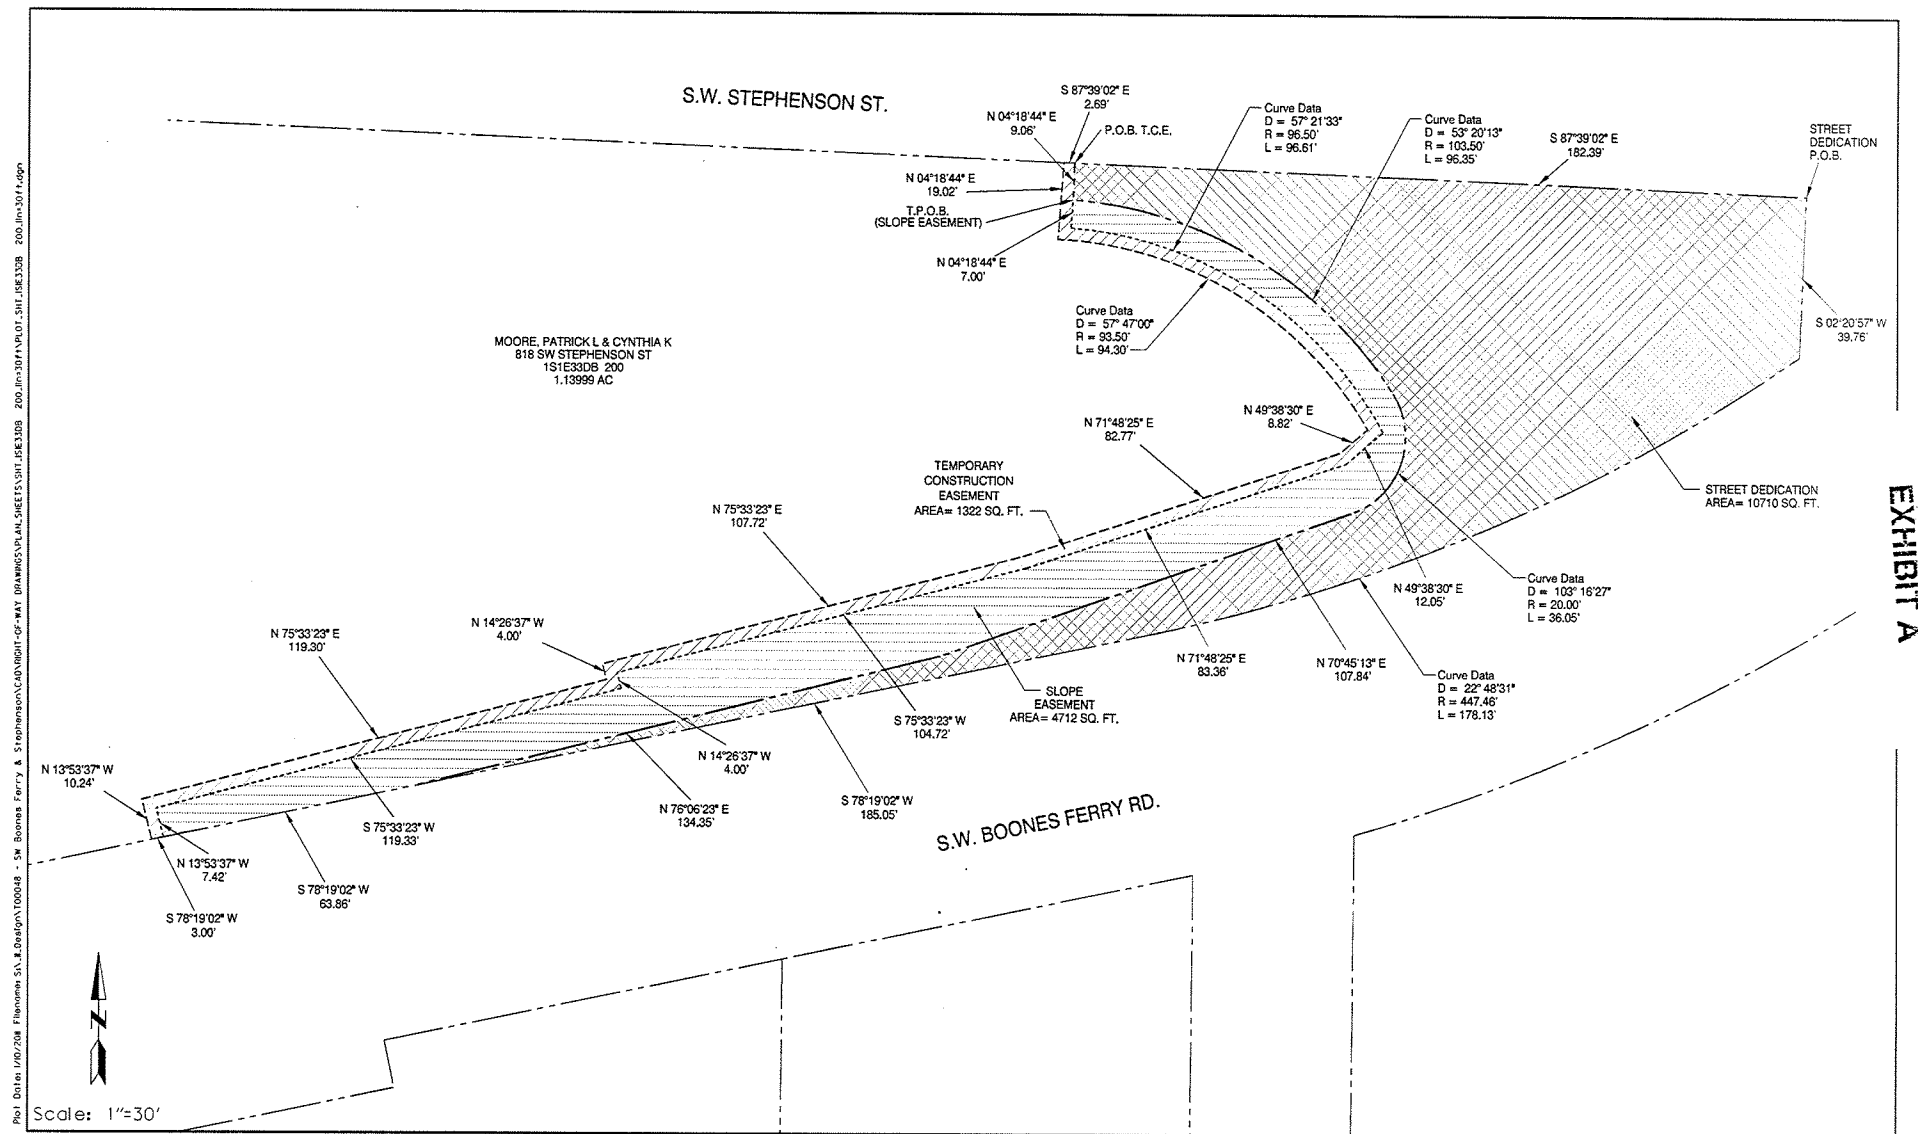 S.W. STEPHENSON ST.
S 87°39'02" E
2.69'
N 04°18'44" E
9.06'
P.O.B. T.C.E.
Curve Data
D = 57° 21'33"
R = 96.50'
L = 96.61'
Curve Data
D = 53° 20'13"
R = 103.50'
L = 96.35'
S 87°39'02" E
182.39'
STREET
DEDICATION
P.O.B.
N 04°18'44" E
19.02'
T.P.O.B.
(SLOPE EASEMENT)
N 04°18'44" E
7.00'
Curve Data
D = 57° 47'00"
R = 93.50'
L = 94.30'
S 02°20'57" W
39.76'
MOORE, PATRICK L & CYNTHIA K
818 SW STEPHENSON ST
1S1E33DB 200
1.13999 AC
N 71°48'25" E
82.77'
N 49°38'30" E
8.82'
TEMPORARY
CONSTRUCTION
EASEMENT
AREA= 1322 SQ. FT.
STREET DEDICATION
AREA= 10710 SQ. FT.
EXHIBIT A
N 75°33'23" E
107.72'
N 49°38'30" E
12.05'
Curve Data
D = 103° 16'27"
R = 20.00'
L = 36.05'
N 14°26'37" W
4.00'
N 75°33'23" E
119.30'
N 71°48'25" E
83.36'
N 70°45'13" E
107.84'
Curve Data
D = 22° 48'31"
R = 447.46'
L = 178.13'
SLOPE
EASEMENT
AREA= 4712 SQ. FT.
S 75°33'23" W
104.72'
N 14°26'37" W
4.00'
N 13°53'37" W
10.24'
S 78°19'02" W
185.05'
N 76°06'23" E
134.35'
S 75°33'23" W
119.33'
S.W. BOONES FERRY RD.
N 13°53'37" W
7.42'
S 78°19'02" W
63.86'
S 78°19'02" W
3.00'
N
Scale: 1"=30'